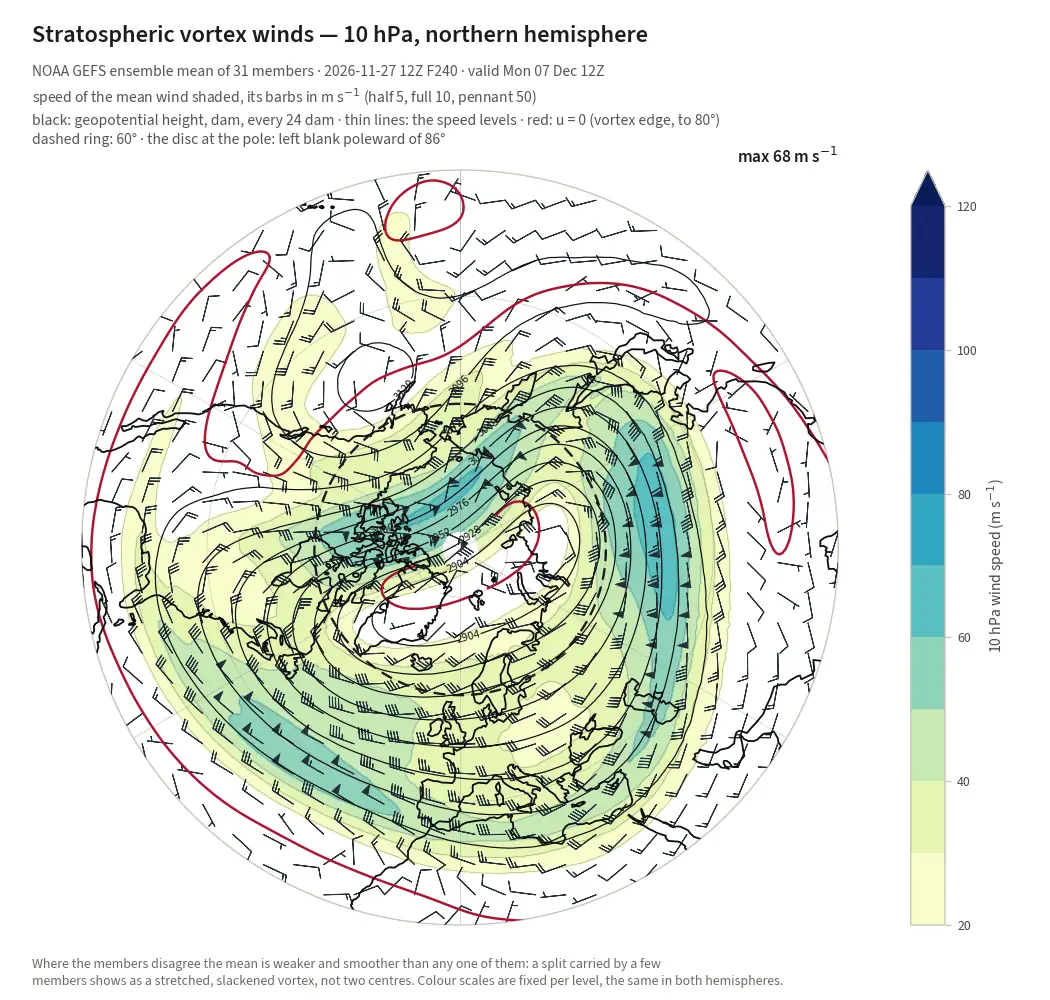 Stratospheric vortex winds — 10 hPa, northern hemisphere
NOAA GEFS ensemble mean of 31 members · 2026-11-27 12Z F240 · valid Mon 07 Dec 12Z
speed of the mean wind shaded, its barbs in m s⁻¹ (half 5, full 10, pennant 50)
black: geopotential height, dam, every 24 dam · thin lines: the speed levels · red: u = 0 (vortex edge, to 80°)
dashed ring: 60° · the disc at the pole: left blank poleward of 86°
max 68 m s⁻¹
120
100
80
60
40
20
10 hPa wind speed (m s⁻¹)
2976
2928
2904
2904
Where the members disagree the mean is weaker and smoother than any one of them: a split carried by a few
members shows as a stretched, slackened vortex, not two centres. Colour scales are fixed per level, the same in both hemispheres.